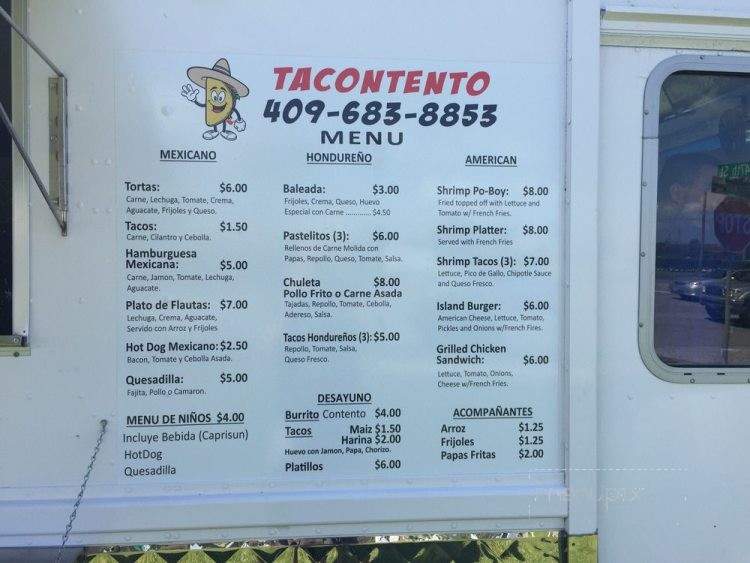 TACONTENTO
409-683-8853
MENU
MEXICANO
Tortas: $6.00
Carne, Lechuga, Tomate, Crema,
Aguacate, Frijoles y Queso.
Tacos: $1.50
Carne, Cilantro y Cebolla.
Hamburguesa
Mexicana: $5.00
Carne, Jamon, Tomate, Lechuga,
Aguacate.
Plato de Flautas: $7.00
Lechuga, Crema, Aguacate,
Servido con Arroz y Frijoles
Hot Dog Mexicano: $2.50
Bacon, Tomate y Cebolla Asada.
Quesadilla: $5.00
Fajita, Pollo o Camaron.
MENU DE NIÑOS $4.00
Incluye Bebida (Caprisun)
HotDog
Quesadilla
HONDUREÑO
Baleada: $3.00
Frijoles, Crema, Queso, Huevo
Especial con Carne ............ $4.50
Pastelitos (3): $6.00
Rellenos de Carne Molida con
Papas, Repollo, Queso, Tomate, Salsa.
Chuleta $8.00
Pollo Frito o Carne Asada
Tajadas, Repollo, Tomate, Cebolla,
Adereso, Salsa.
Tacos Hondureños (3): $5.00
Repollo, Tomate, Salsa,
Queso Fresco.
DESAYUNO
Burrito Contento $4.00
Tacos Maiz $1.50
Harina $2.00
Huevo con Jamon, Papa, Chorizo.
Platillos $6.00
AMERICAN
Shrimp Po-Boy: $8.00
Fried topped off with Lettuce and
Tomato w/ French Fries.
Shrimp Platter: $8.00
Served with French Fries
Shrimp Tacos (3): $7.00
Lettuce, Pico de Gallo, Chipotle Sauce
and Queso Fresco.
Island Burger: $6.00
American Cheese, Lettuce, Tomato,
Pickles and Onions w/French Fires.
Grilled Chicken
Sandwich: $6.00
Lettuce, Tomato, Onions,
Cheese w/French Fries.
ACOMPAÑANTES
Arroz $1.25
Frijoles $1.25
Papas Fritas $2.00